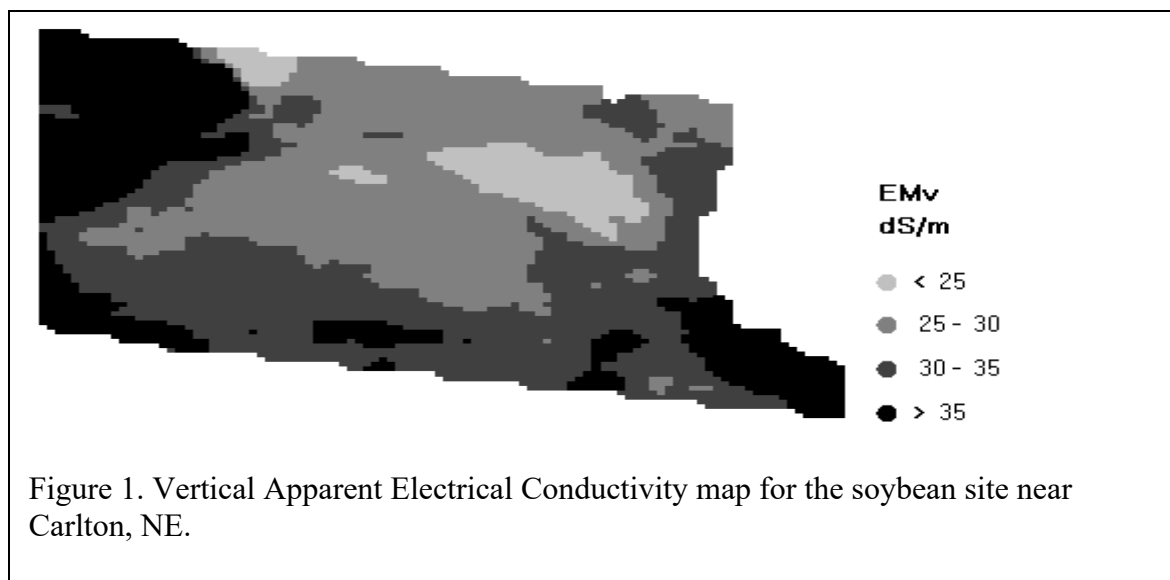 EMv
dS/m
< 25
25 - 30
30 - 35
> 35
Figure 1. Vertical Apparent Electrical Conductivity map for the soybean site near
Carlton, NE.